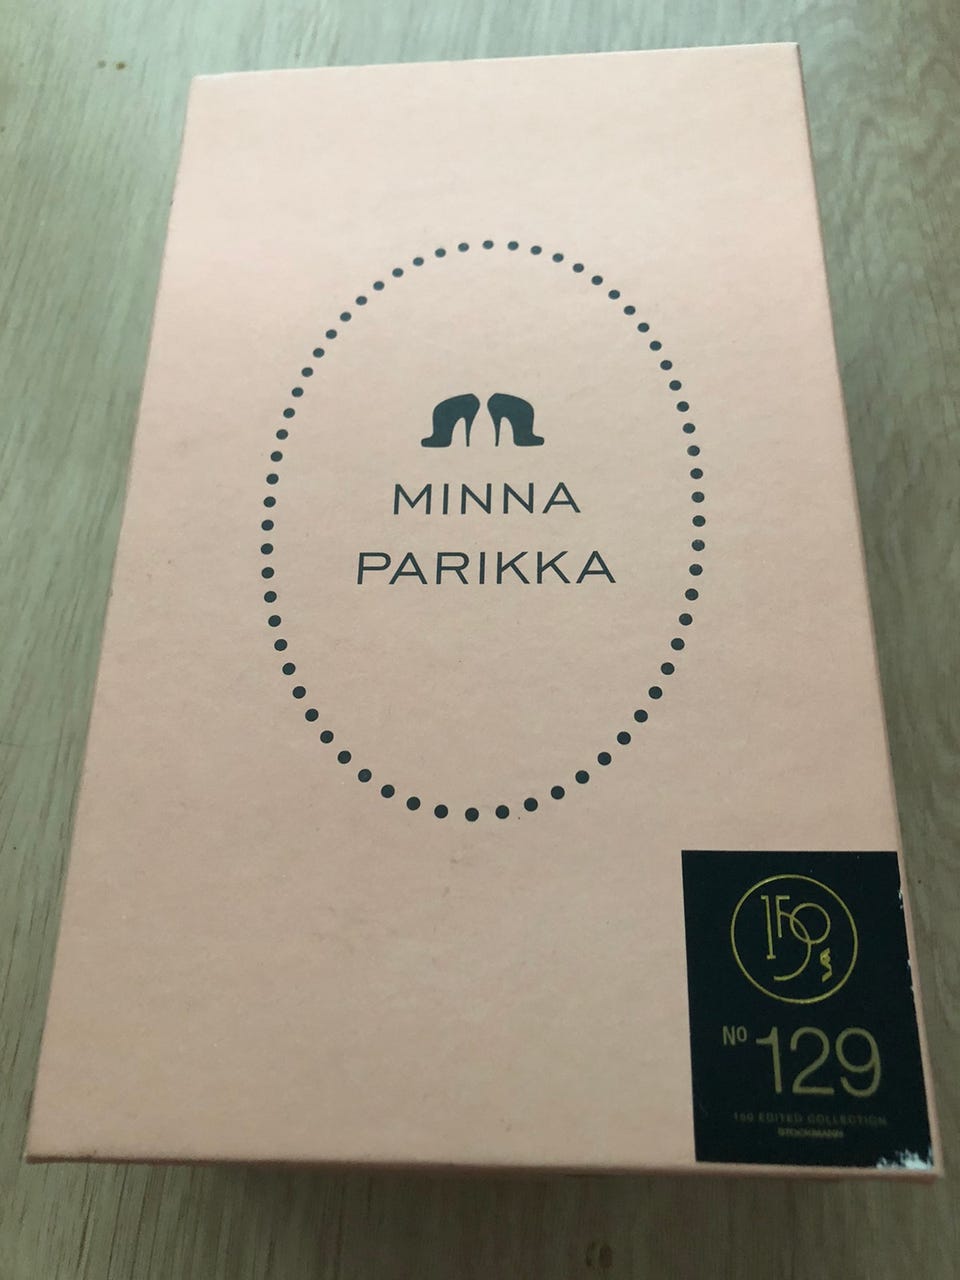 MINNA
PARIKKA
150
No 129
150 EDITED COLLECTION
STOCKMANN